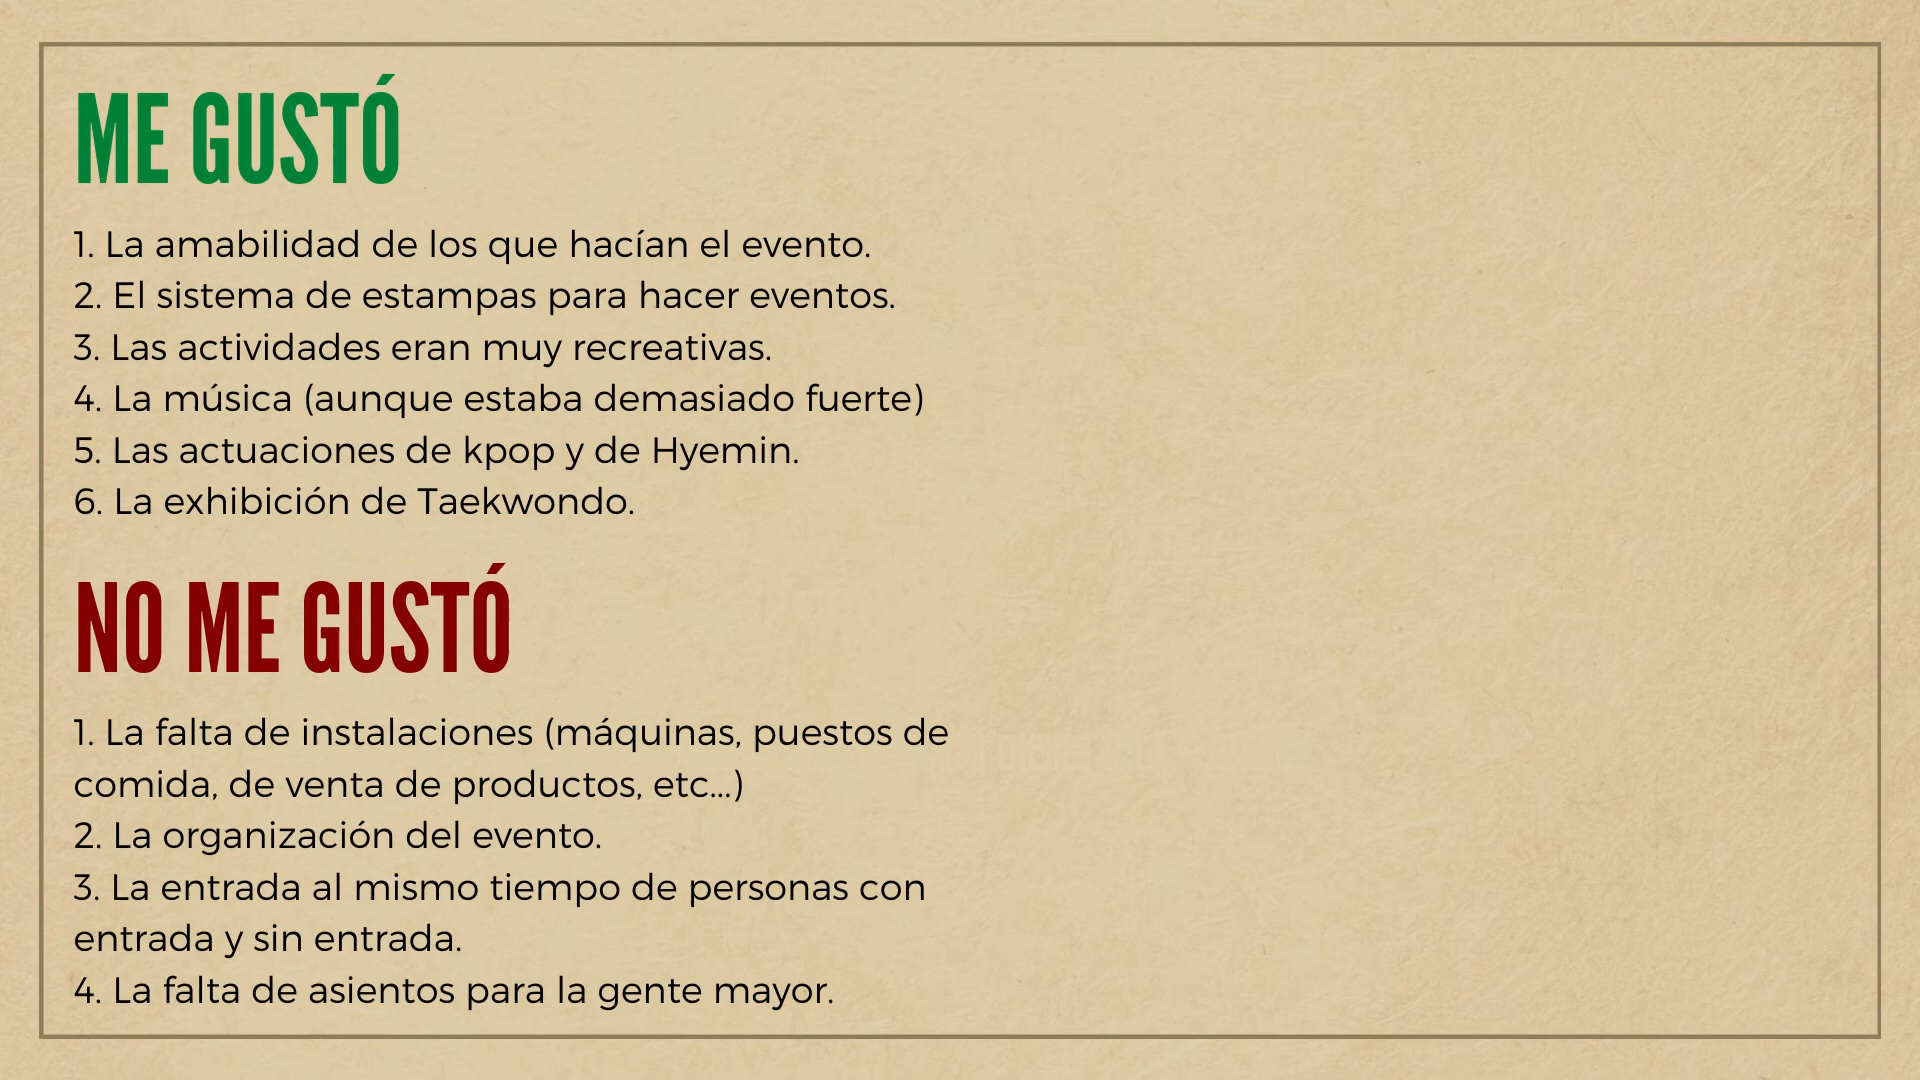 ME GUSTÓ
1. La amabilidad de los que hacían el evento.
2. El sistema de estampas para hacer eventos.
3. Las actividades eran muy recreativas.
4. La música (aunque estaba demasiado fuerte)
5. Las actuaciones de kpop y de Hyemin.
6. La exhibición de Taekwondo.
NO ME GUSTÓ
1. La falta de instalaciones (máquinas, puestos de
comida, de venta de productos, etc...)
2. La organización del evento.
3. La entrada al mismo tiempo de personas con
entrada y sin entrada.
4. La falta de asientos para la gente mayor.